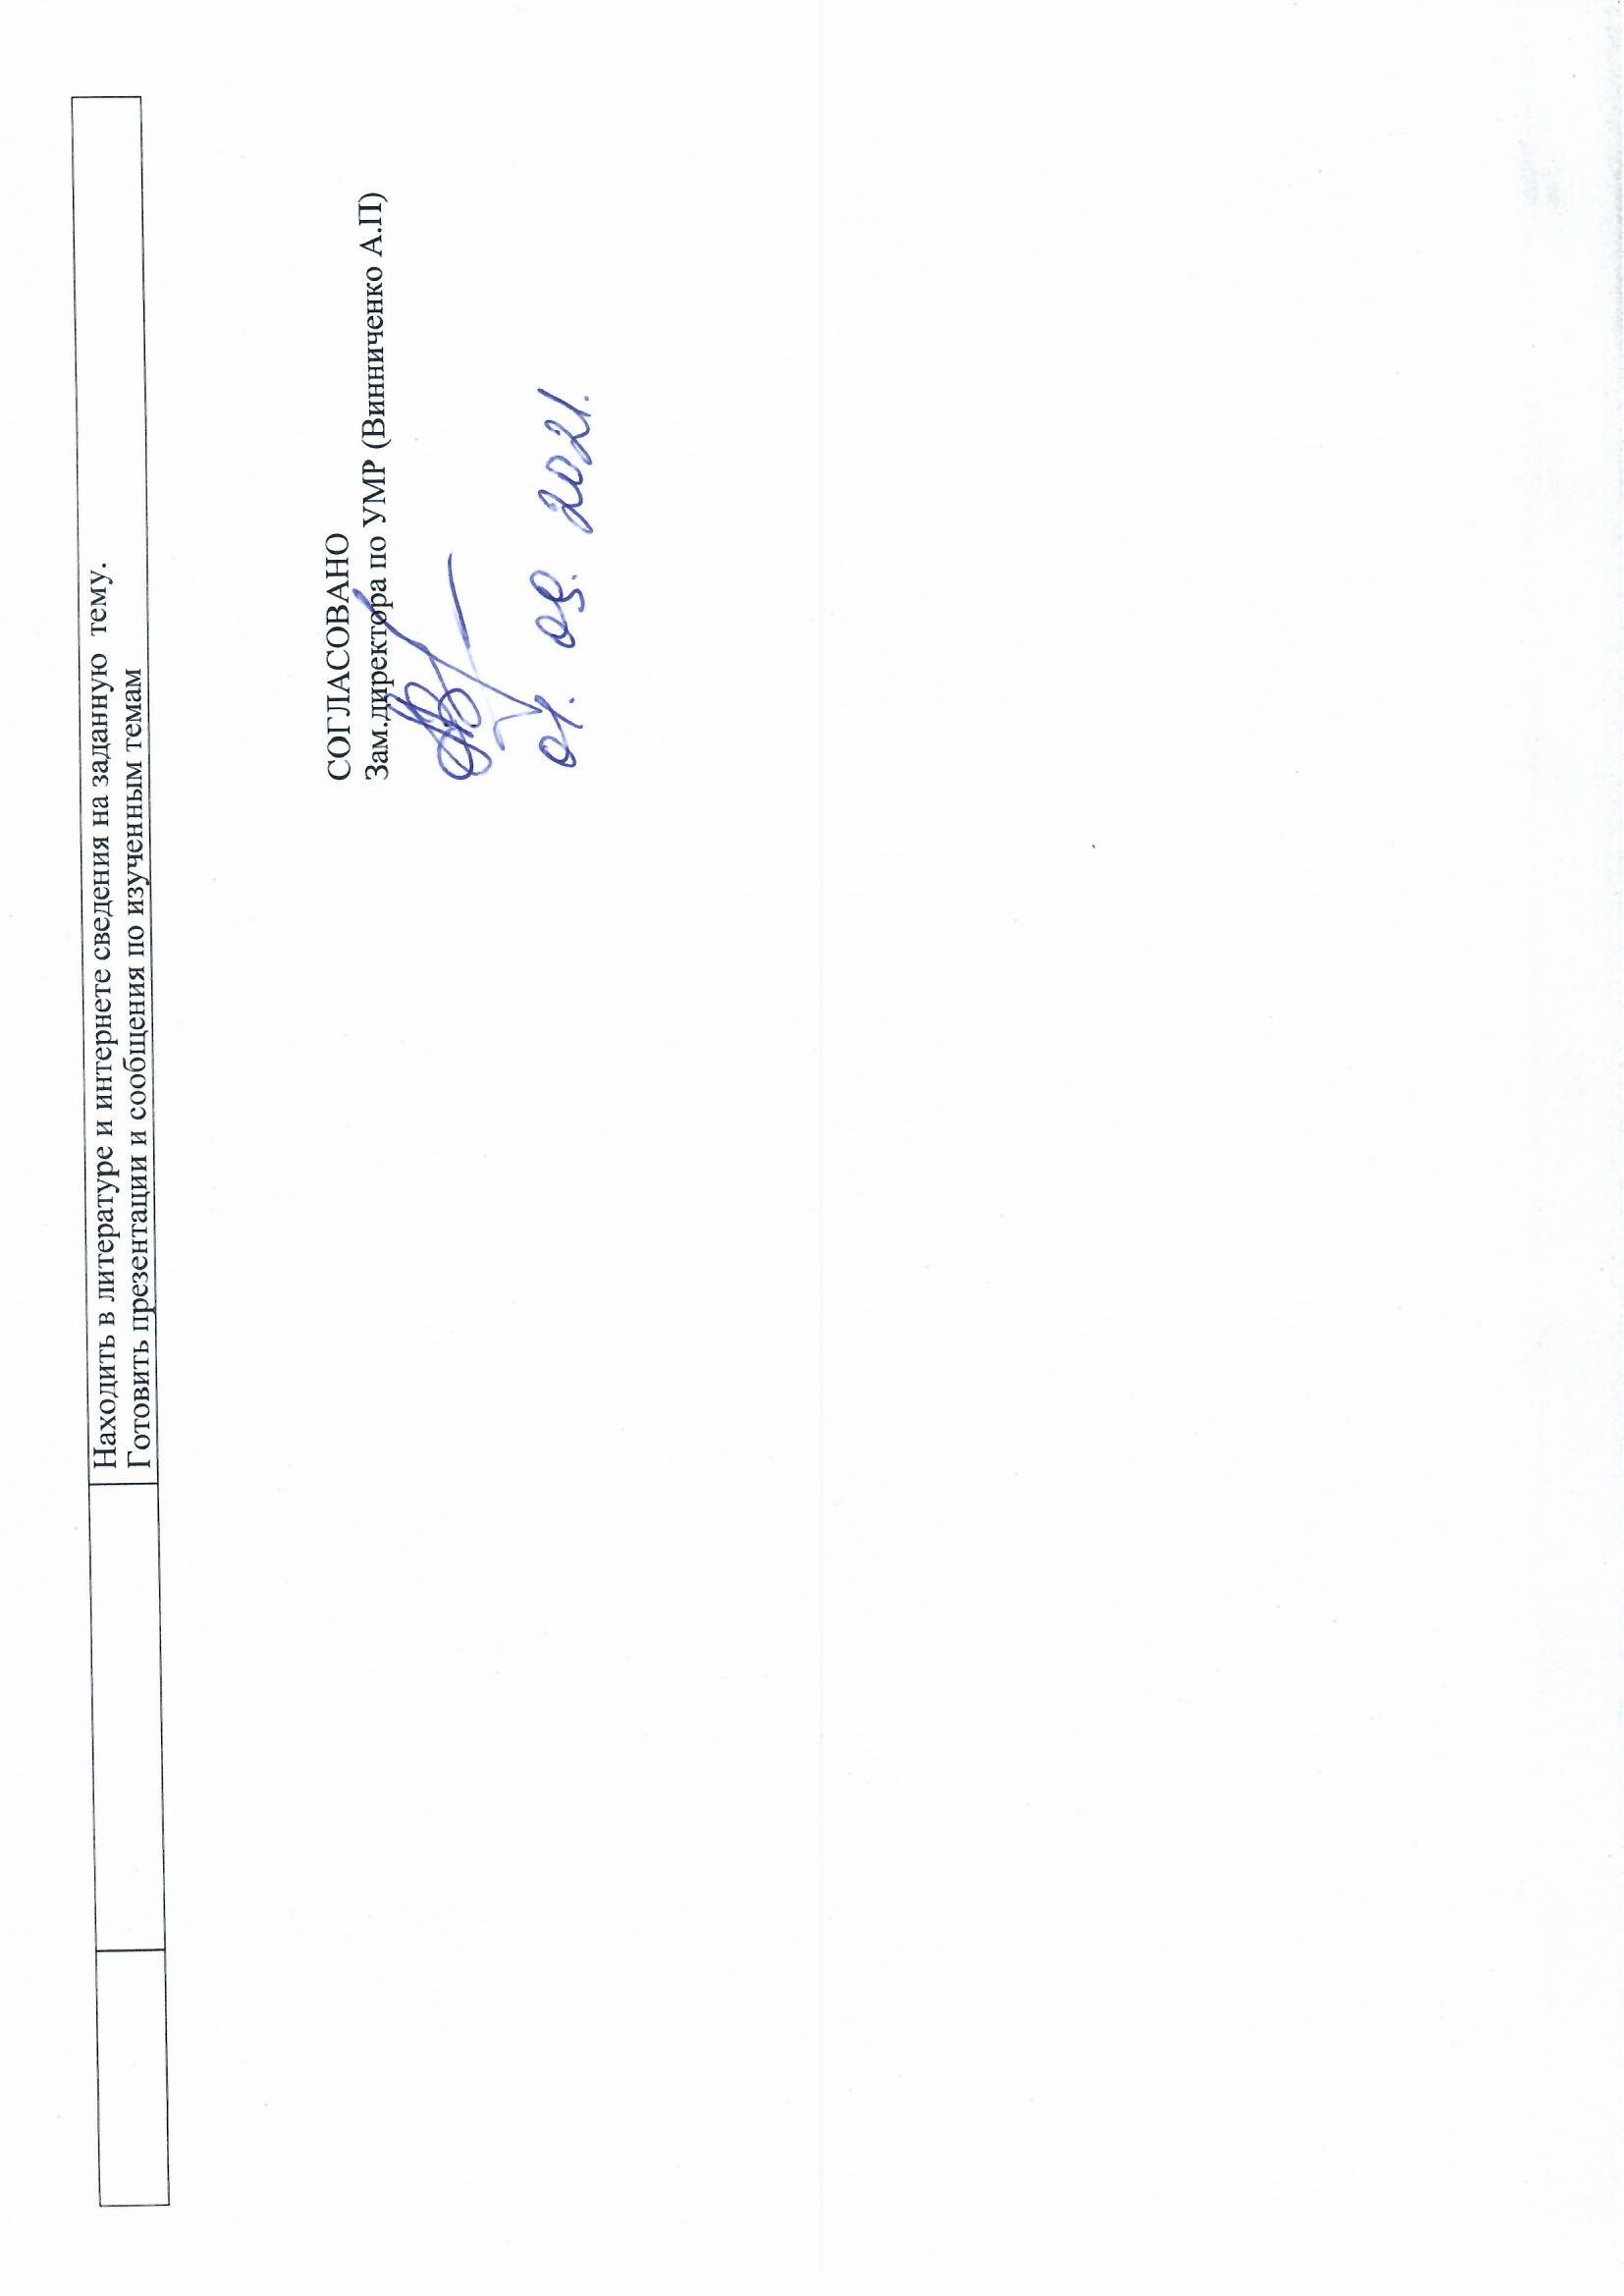 Находить в литературе и интернете сведения на заданную тему.
Готовить презентации и сообщения по изученным темам
СОГЛАСОВАНО
Зам.директора по УМР (Винниченко А.П)
01. 09. 2021.